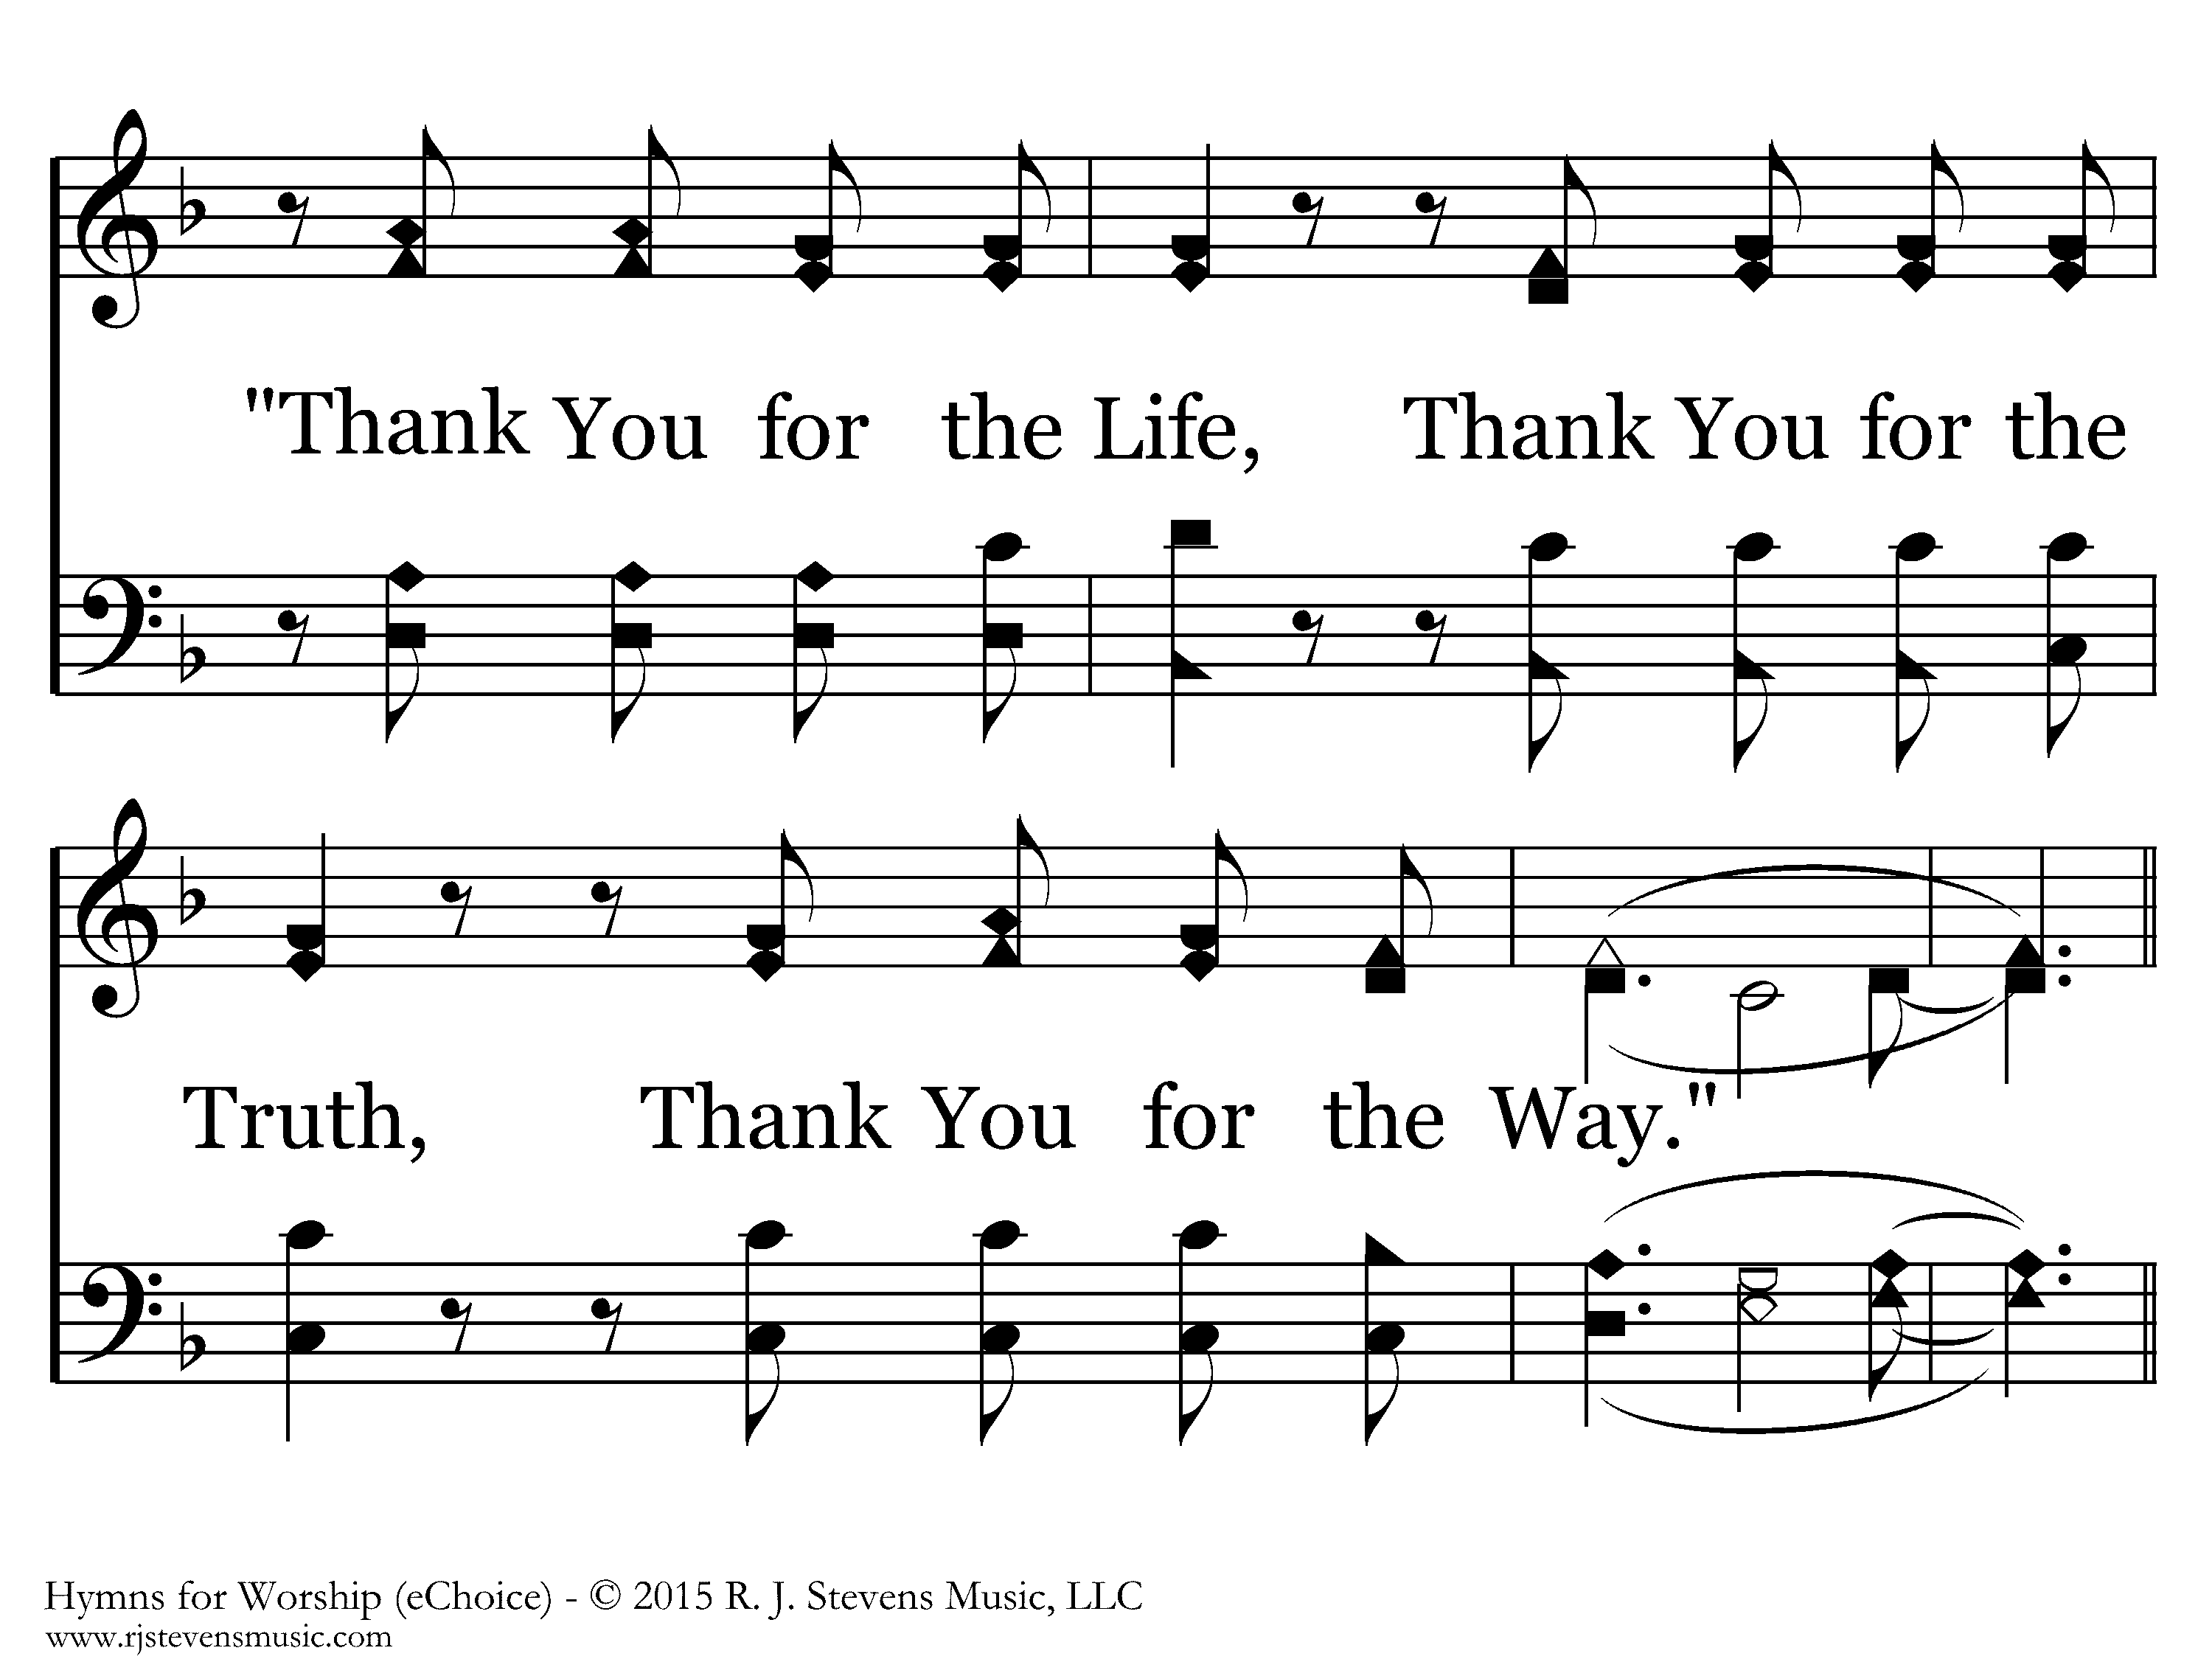 "Thank You for the Life, Thank You for the
Truth, Thank You for the Way."
Hymns for Worship (eChoice) - © 2015 R. J. Stevens Music, LLC
www.rjstevensmusic.com